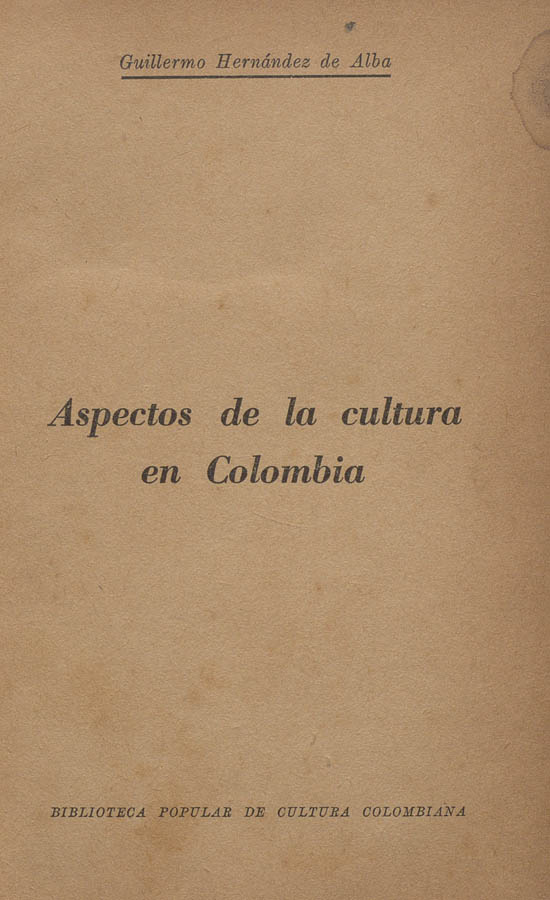 Guillermo Hernández de Alba
Aspectos de la cultura
en Colombia
BIBLIOTECA POPULAR DE CULTURA COLOMBIANA